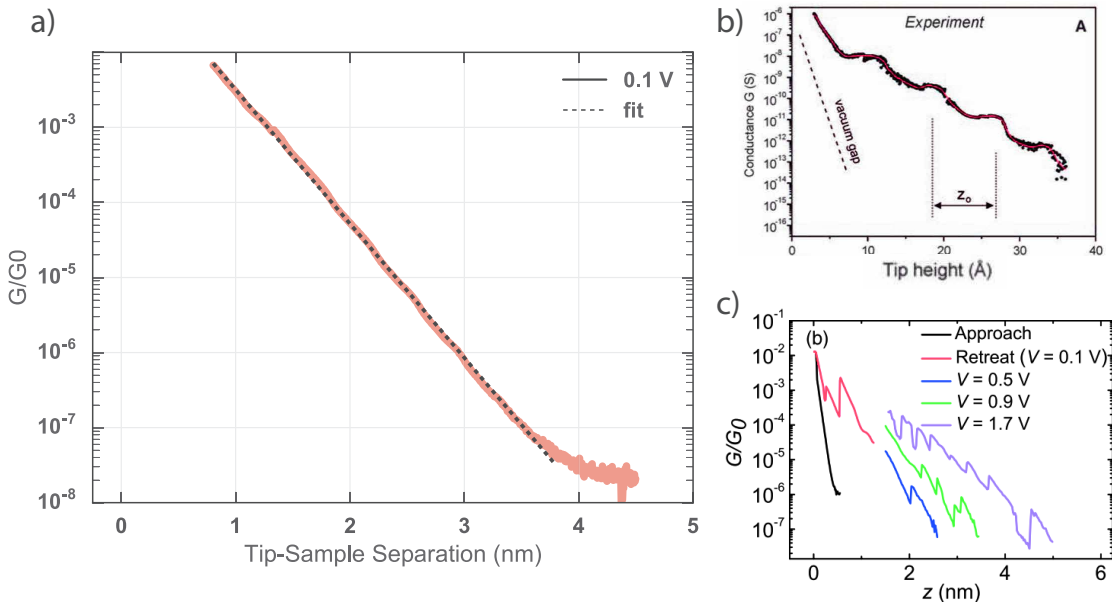 a)
G/G0
10^-3
10^-4
10^-5
10^-6
10^-7
10^-8
0.1 V
fit
0 1 2 3 4 5
Tip-Sample Separation (nm)
b)
Experiment
A
Conductance G (S)
10^-6
10^-7
10^-8
10^-9
10^-10
10^-11
10^-12
10^-13
10^-14
10^-15
10^-16
vacuum gap
z_o
0 10 20 30 40
Tip height (Å)
c)
(b)
G/G0
10^-1
10^-2
10^-3
10^-4
10^-5
10^-6
10^-7
Approach
Retreat (V = 0.1 V)
V = 0.5 V
V = 0.9 V
V = 1.7 V
0 2 4 6
z (nm)